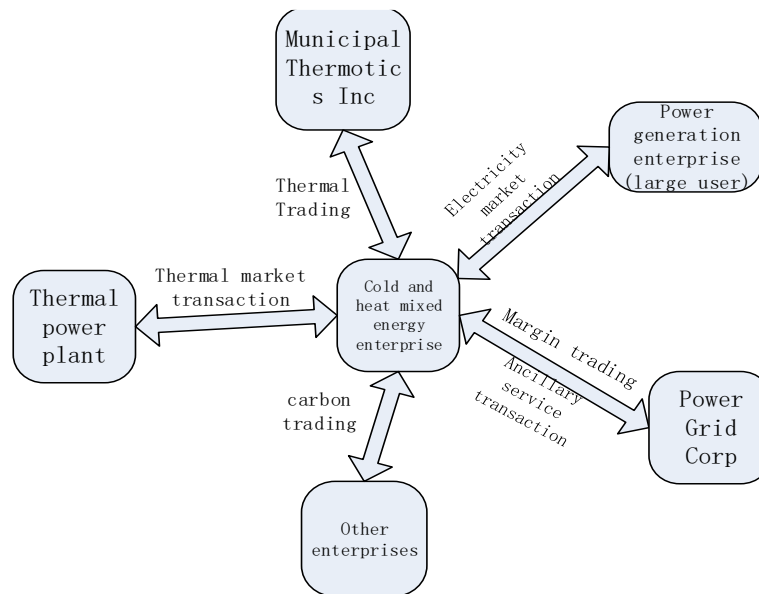 Municipal
Thermotic
s Inc
Power
generation
enterprise
(large user)
Thermal
Trading
Electricity
market
transaction
Thermal market
transaction
Thermal
power
plant
Cold and
heat mixed
energy
enterprise
Margin trading
Ancillary
service
transaction
Power
Grid
Corp
carbon
trading
Other
enterprises